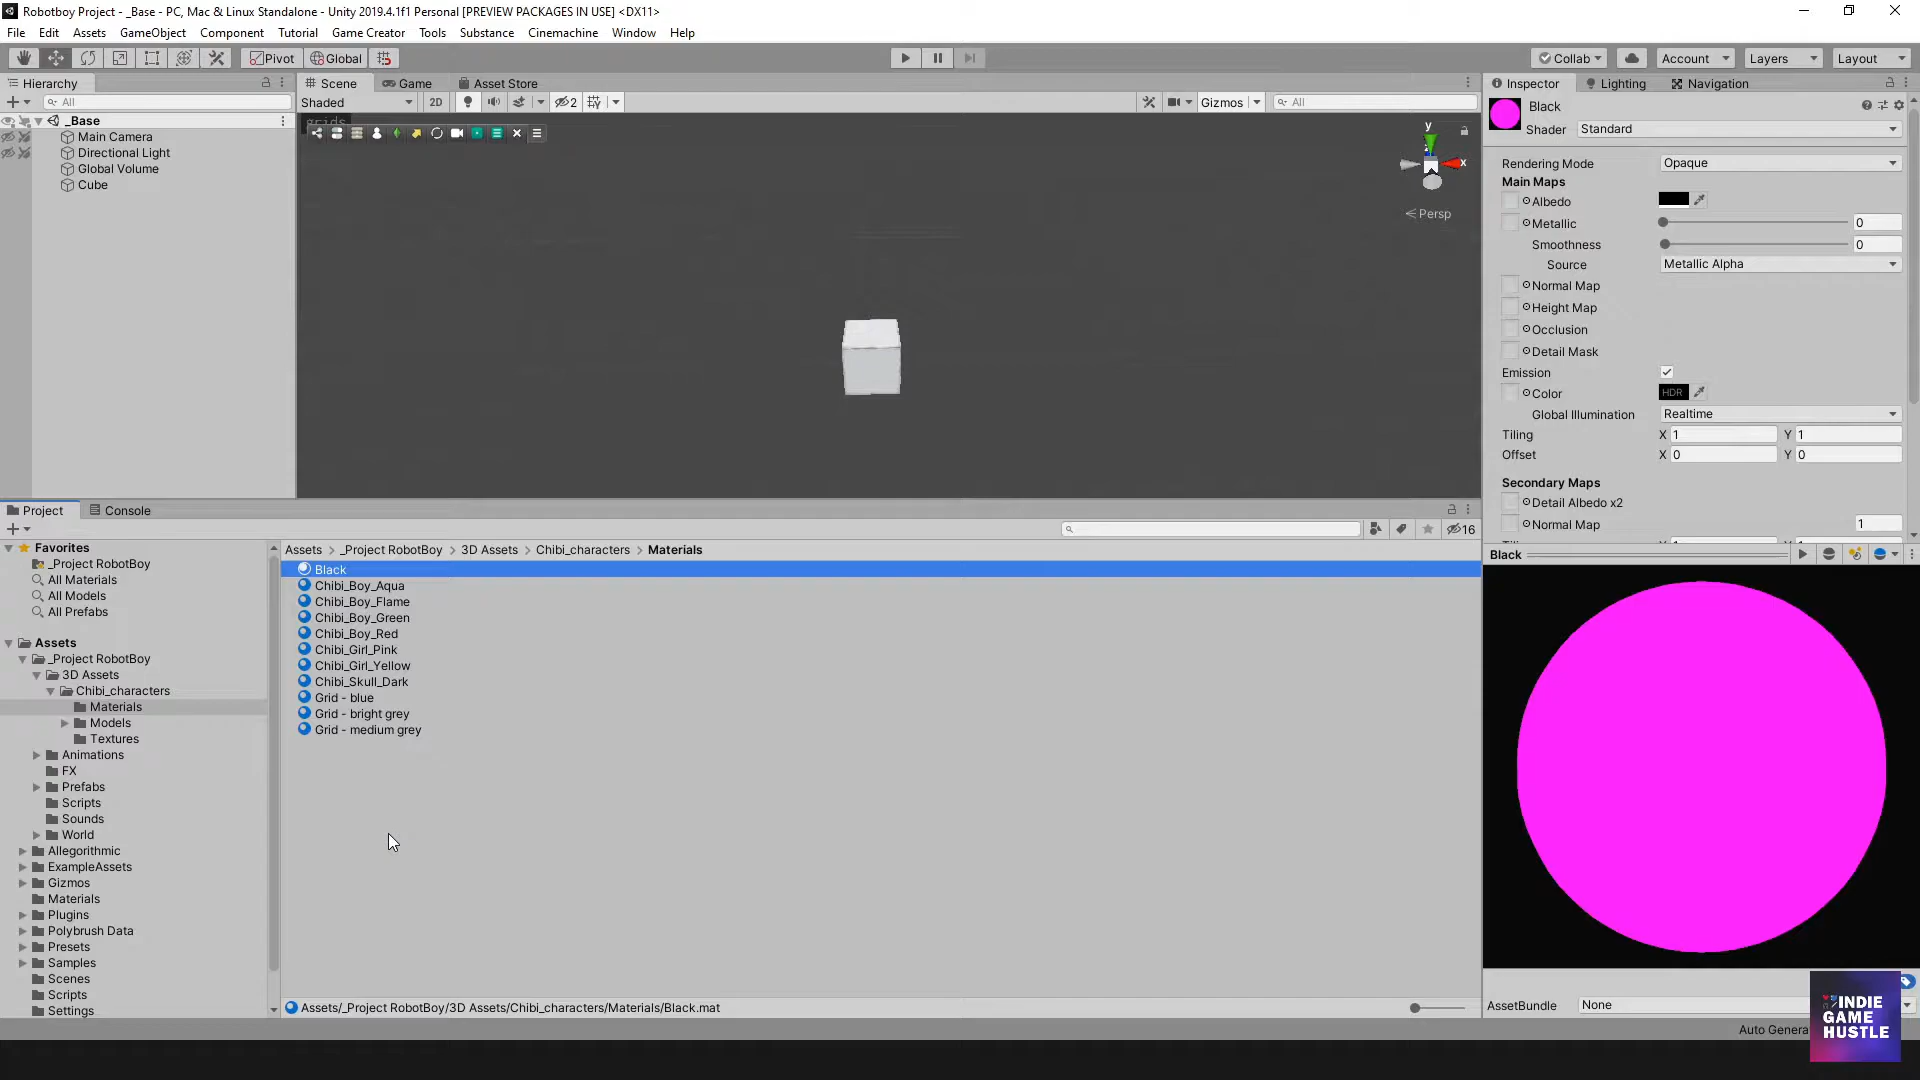 Robotboy Project - _Base - PC, Mac & Linux Standalone - Unity 2019.4.1f1 Personal [PREVIEW PACKAGES IN USE] <DX11>
File Edit Assets GameObject Component Tutorial Game Creator Tools Substance Cinemachine Window Help
Pivot Global Collab Account Layers Layout
Hierarchy Scene Game Asset Store Inspector Lighting Navigation
All Shaded 2D 2 Gizmos All Black
_Base grids Shader Standard
Main Camera
Directional Light
Global Volume
Cube
y
x
Persp
Rendering Mode Opaque
Main Maps
Albedo
Metallic 0
Smoothness 0
Source Metallic Alpha
Normal Map
Height Map
Occlusion
Detail Mask
Emission
Color HDR
Global Illumination Realtime
Tiling X 1 Y 1
Offset X 0 Y 0
Secondary Maps
Detail Albedo x2
Normal Map 1
Black
Project Console
16
Favorites
_Project RobotBoy
All Materials
All Models
All Prefabs
Assets
_Project RobotBoy
3D Assets
Chibi_characters
Materials
Models
Textures
Animations
FX
Prefabs
Scripts
Sounds
World
Allegorithmic
ExampleAssets
Gizmos
Materials
Plugins
Polybrush Data
Presets
Samples
Scenes
Scripts
Settings
Assets > _Project RobotBoy > 3D Assets > Chibi_characters > Materials
Black
Chibi_Boy_Aqua
Chibi_Boy_Flame
Chibi_Boy_Green
Chibi_Boy_Red
Chibi_Girl_Pink
Chibi_Girl_Yellow
Chibi_Skull_Dark
Grid - blue
Grid - bright grey
Grid - medium grey
Assets/_Project RobotBoy/3D Assets/Chibi_characters/Materials/Black.mat
AssetBundle None
Auto Genera
INDIE
GAME
HUSTLE